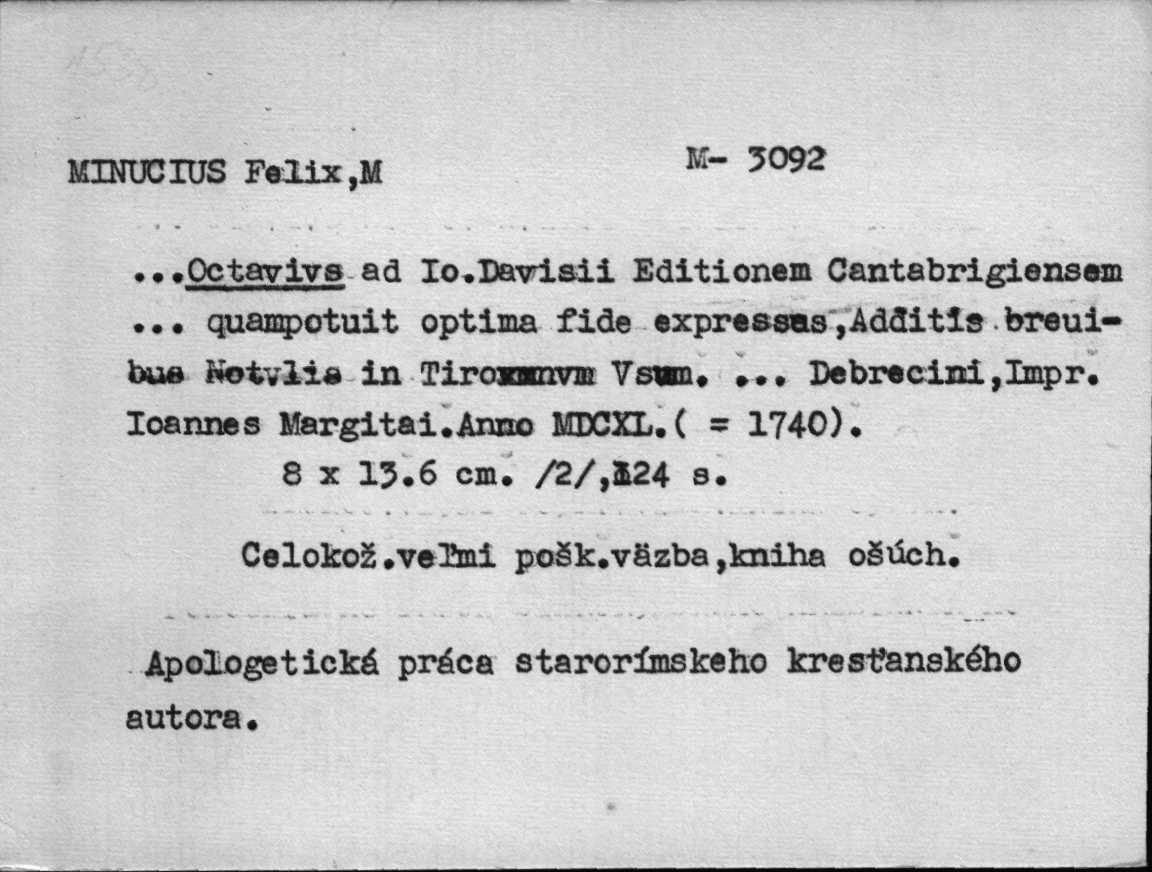 MINUCIUS Felix,M
M- 3092
...Octavivs ad Io.Davisii Editionem Cantabrigiensem
... quampotuit optima fide expressus,Additis breui-
bus Notvlis in Tironvm Vsum. ... Debrecini,Impr.
Ioannes Margitai.Anno MDCXL.( = 1740).
8 x 13.6 cm. /2/,124 s.
Celokož.veľmi pošk.väzba,kniha ošúch.
Apologetická práca starorímskeho kresťanského
autora.